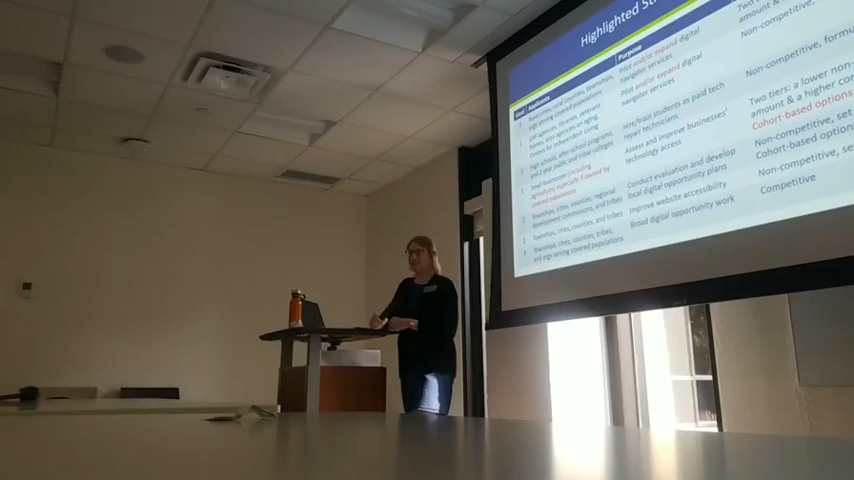 Highlighted
Goal Applicants
Purpose
Pilot and/or expand digital
navigator services
Two
amount &
Rural cities, rural counties, townships,
orgs serving covered populations
Pilot and/or expand digital
navigator services
Non-competitive,
CAP agencies, libraries, veterans
homes, area agencies on aging,
Centers for Independent Living
Non-competitive, formu
High schools, after-school programs,
and 2-year public and tribal colleges
Hire/train students as paid tech
repair technicians
Two tiers: a lower non-
amount & a higher com
Small businesses (including
agriculture) especially if owned by
covered populations
Assess and improve businesses'
technology access
Cohort-based options
Non-competitive, set
Townships, cities, counties, regional
development commissions, and tribes
Conduct evaluation and develop
local digital opportunity plans
Cohort-based option
Townships, cities, counties, and tribes
Improve website accessibility
Non-competitive, se
Townships, cities, counties, tribes,
and orgs serving covered populations
Broad digital opportunity work
Competitive